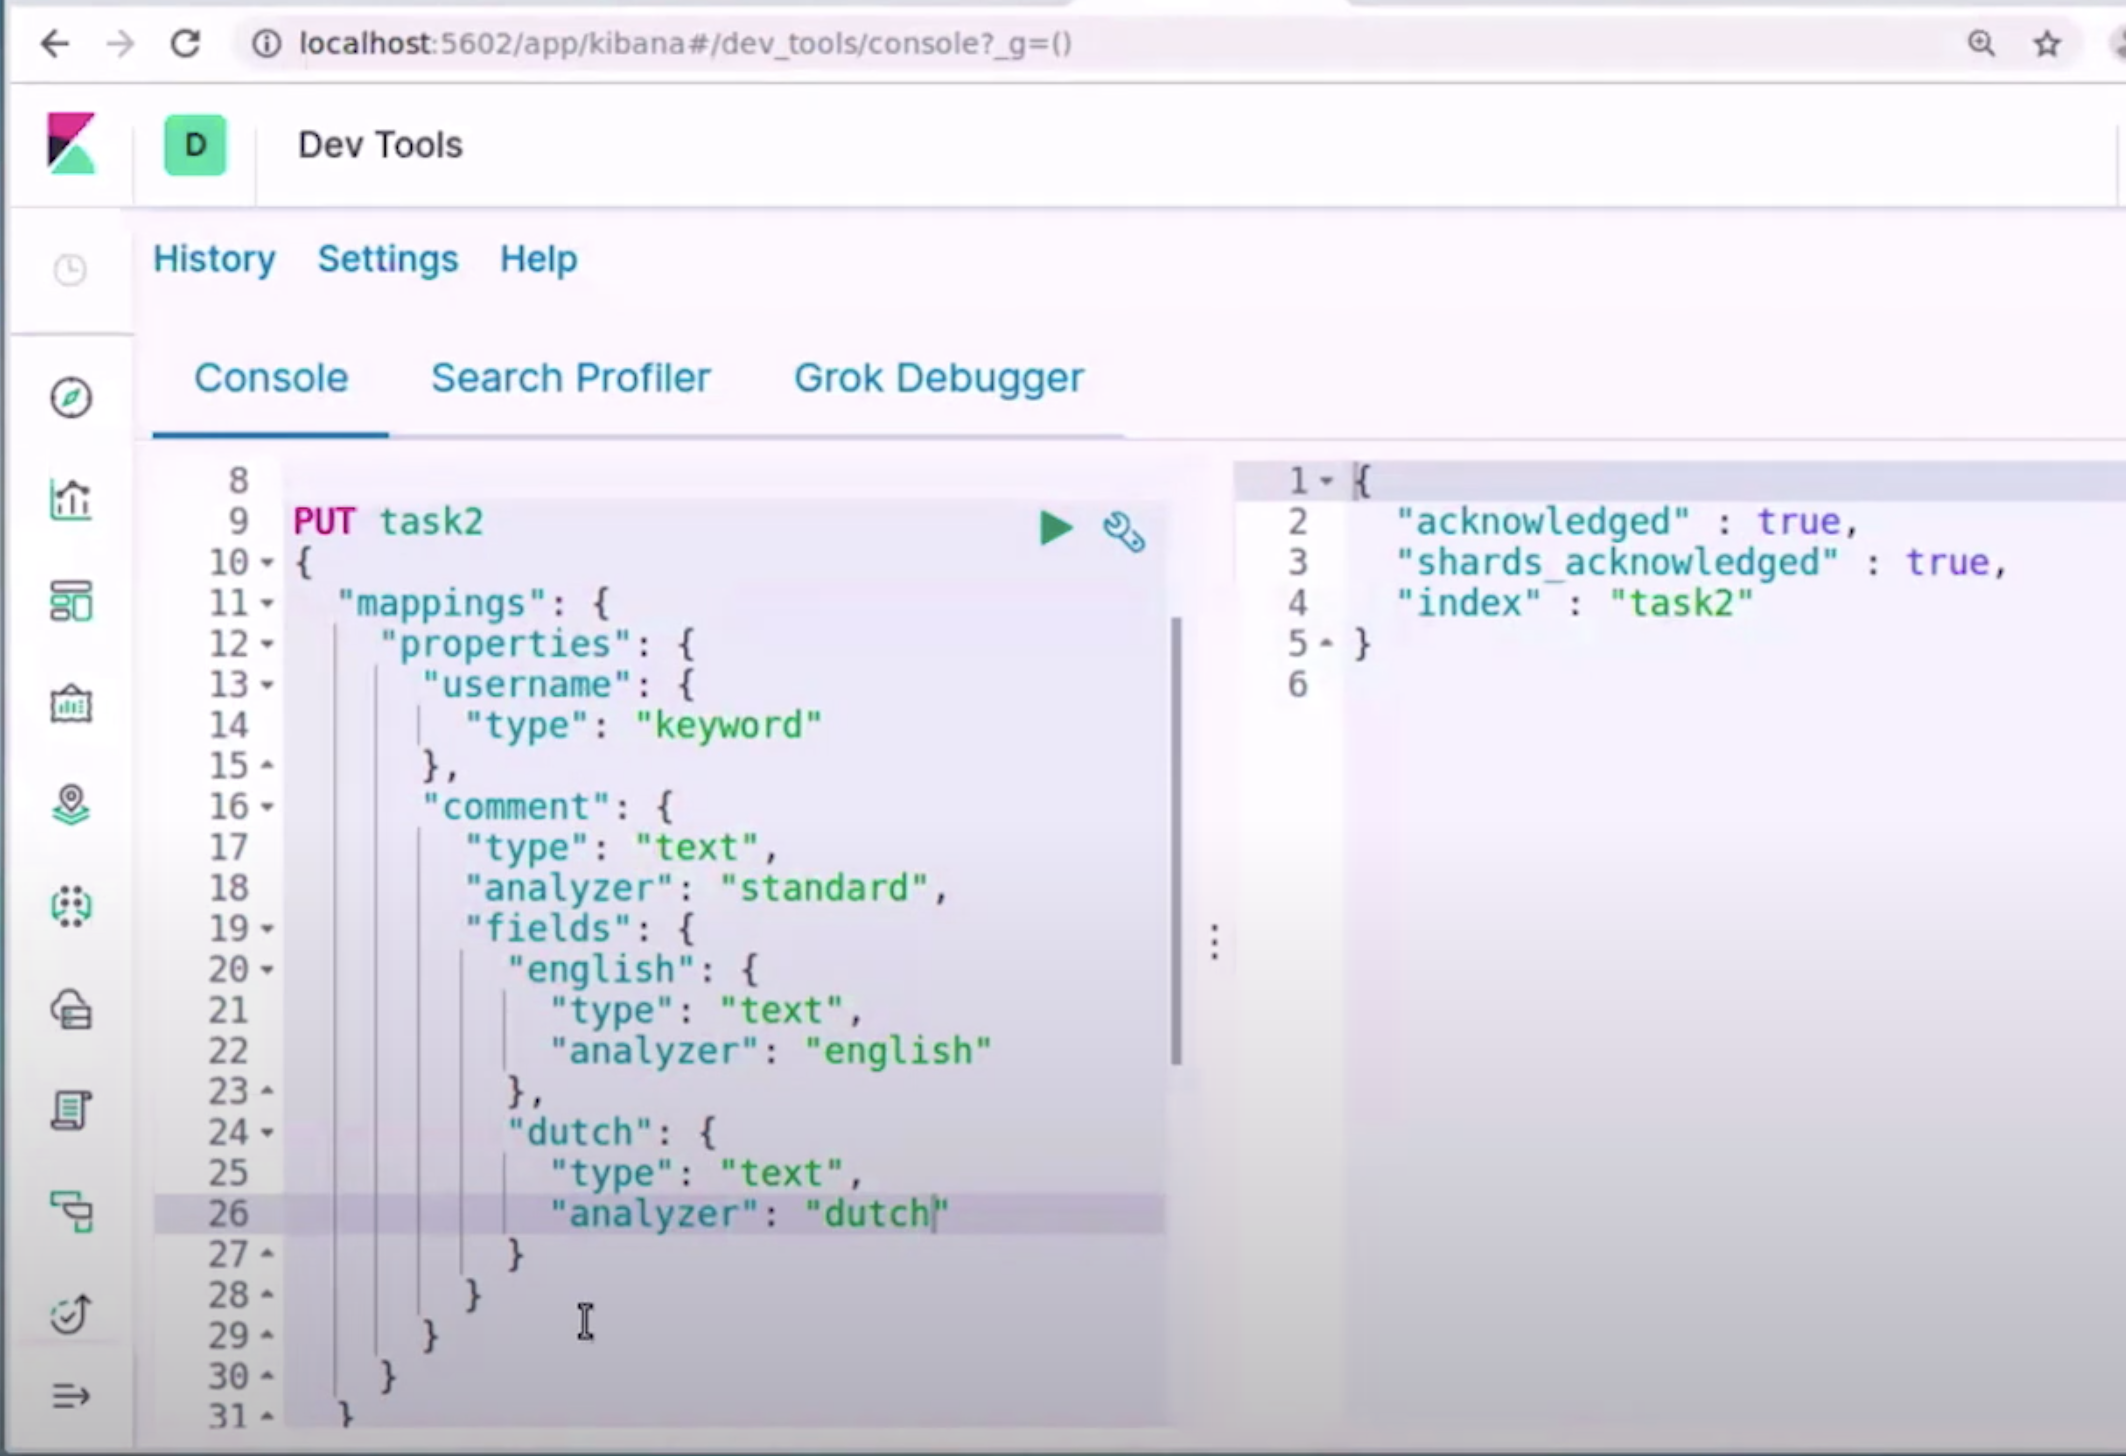 localhost:5602/app/kibana#/dev_tools/console?_g=()
D Dev Tools
History Settings Help
Console Search Profiler Grok Debugger
8
9 PUT task2
10 {
11 "mappings": {
12 "properties": {
13 "username": {
14 "type": "keyword"
15 },
16 "comment": {
17 "type": "text",
18 "analyzer": "standard",
19 "fields": {
20 "english": {
21 "type": "text",
22 "analyzer": "english"
23 },
24 "dutch": {
25 "type": "text",
26 "analyzer": "dutch"
27 }
28 }
29 }
30 }
31 }
1 {
2 "acknowledged" : true,
3 "shards_acknowledged" : true,
4 "index" : "task2"
5 }
6